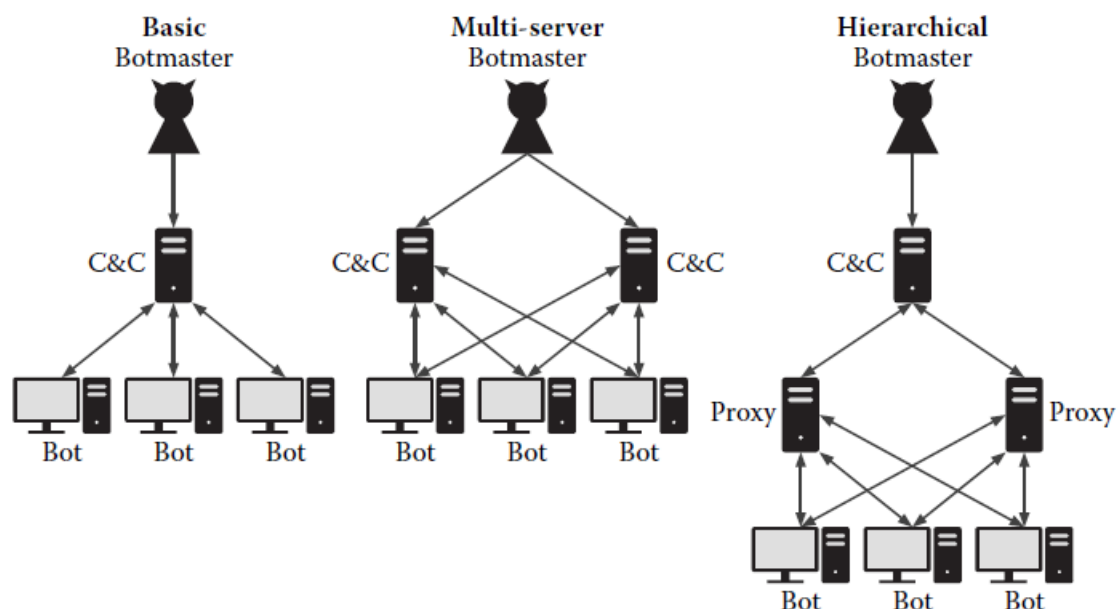 Basic
Botmaster
Multi-server
Botmaster
Hierarchical
Botmaster
C&C
C&C
C&C
C&C
Bot
Bot
Bot
Bot
Bot
Bot
Proxy
Proxy
Bot
Bot
Bot